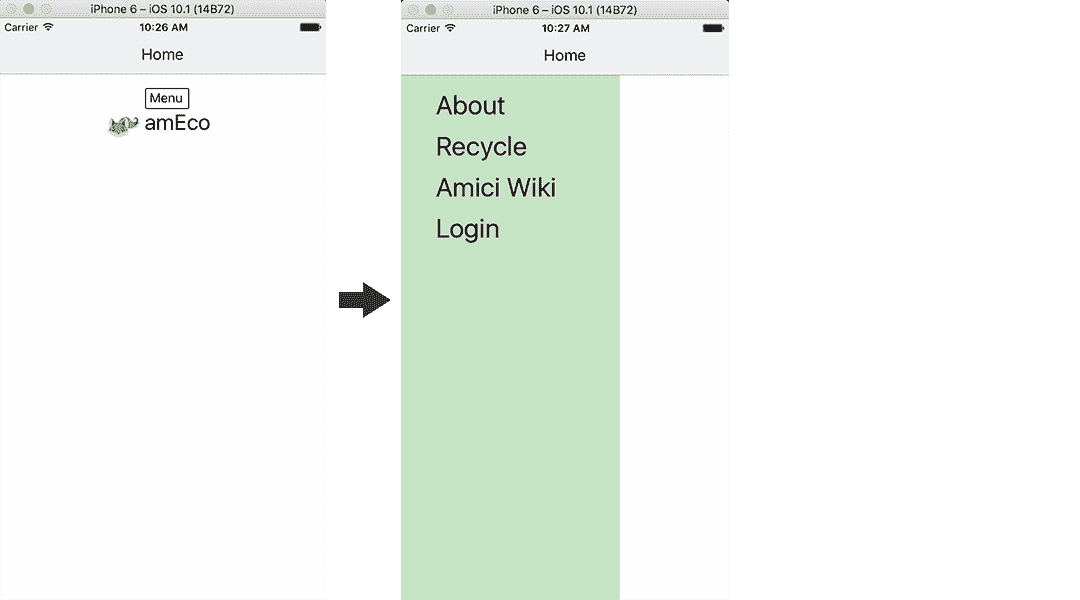 iPhone 6 – iOS 10.1 (14B72)
Carrier 10:26 AM
Home
Menu
amEco
iPhone 6 – iOS 10.1 (14B72)
Carrier 10:27 AM
Home
About
Recycle
Amici Wiki
Login